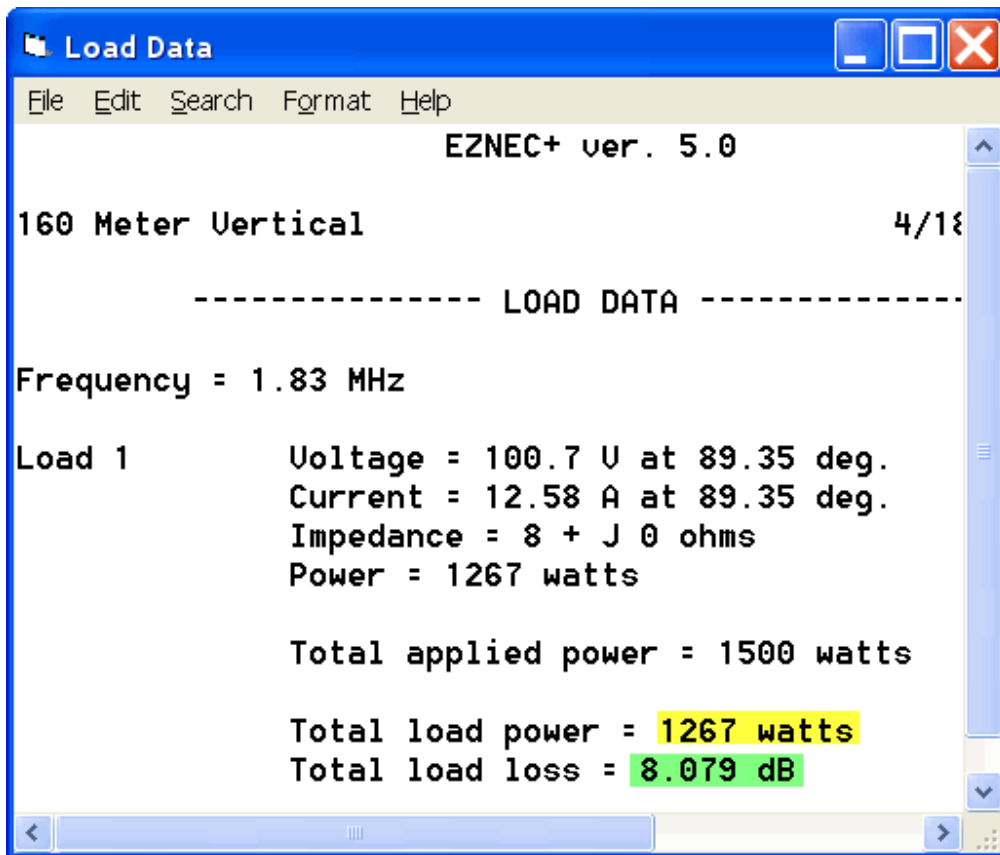 Load Data
File Edit Search Format Help
EZNEC+ ver. 5.0
160 Meter Vertical 4/18
--------------- LOAD DATA --------------
Frequency = 1.83 MHz
Load 1 Voltage = 100.7 V at 89.35 deg.
Current = 12.58 A at 89.35 deg.
Impedance = 8 + J 0 ohms
Power = 1267 watts
Total applied power = 1500 watts
Total load power = 1267 watts
Total load loss = 8.079 dB